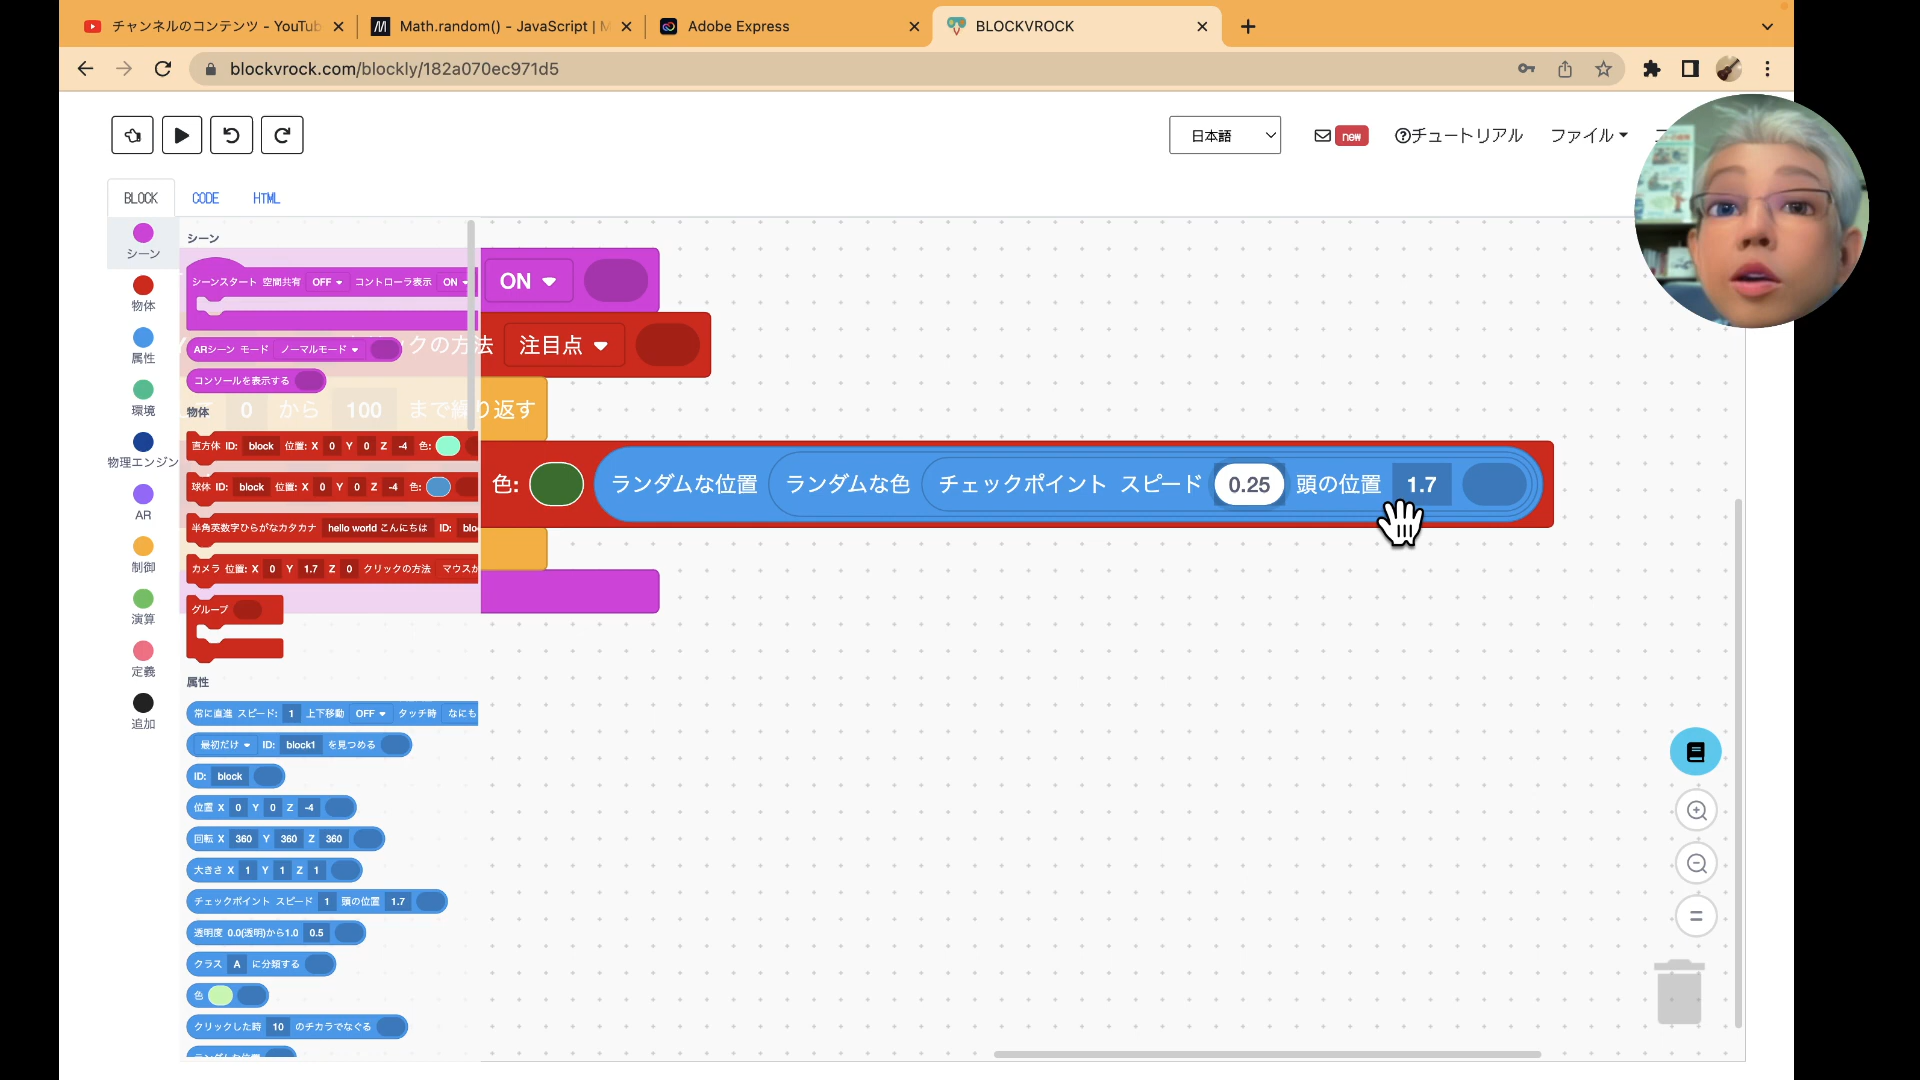 チャンネルのコンテンツ - YouTub
Math.random() - JavaScript | M
Adobe Express
BLOCKVROCK
blockvrock.com/blockly/182a070ec971d5
日本語
new
チュートリアル
ファイル
BLOCK
CODE
HTML
シーン
物体
属性
環境
物理エンジン
AR
制御
演算
定義
追加
シーン
シーンスタート 空間共有 OFF コントローラ表示 ON
ARシーン モード ノーマルモード
コンソールを表示する
物体
直方体 ID: block 位置: X 0 Y 0 Z -4 色:
球体 ID: block 位置: X 0 Y 0 Z -4 色:
半角英数字ひらがなカタカナ hello world こんにちは ID: blo
カメラ 位置: X 0 Y 1.7 Z 0 クリックの方法 マウスか
グループ
属性
常に直進 スピード: 1 上下移動 OFF タッチ時 なにも
最初だけ ID: block1 を見つめる
ID: block
位置 X 0 Y 0 Z -4
回転 X 360 Y 360 Z 360
大きさ X 1 Y 1 Z 1
チェックポイント スピード 1 頭の位置 1.7
透明度 0.0(透明)から1.0 0.5
クラス A に分類する
色
クリックした時 10 のチカラでなぐる
ランダムな位置
ON
クの方法 注目点
0 から 100 まで繰り返す
色: ランダムな位置 ランダムな色 チェックポイント スピード 0.25 頭の位置 1.7